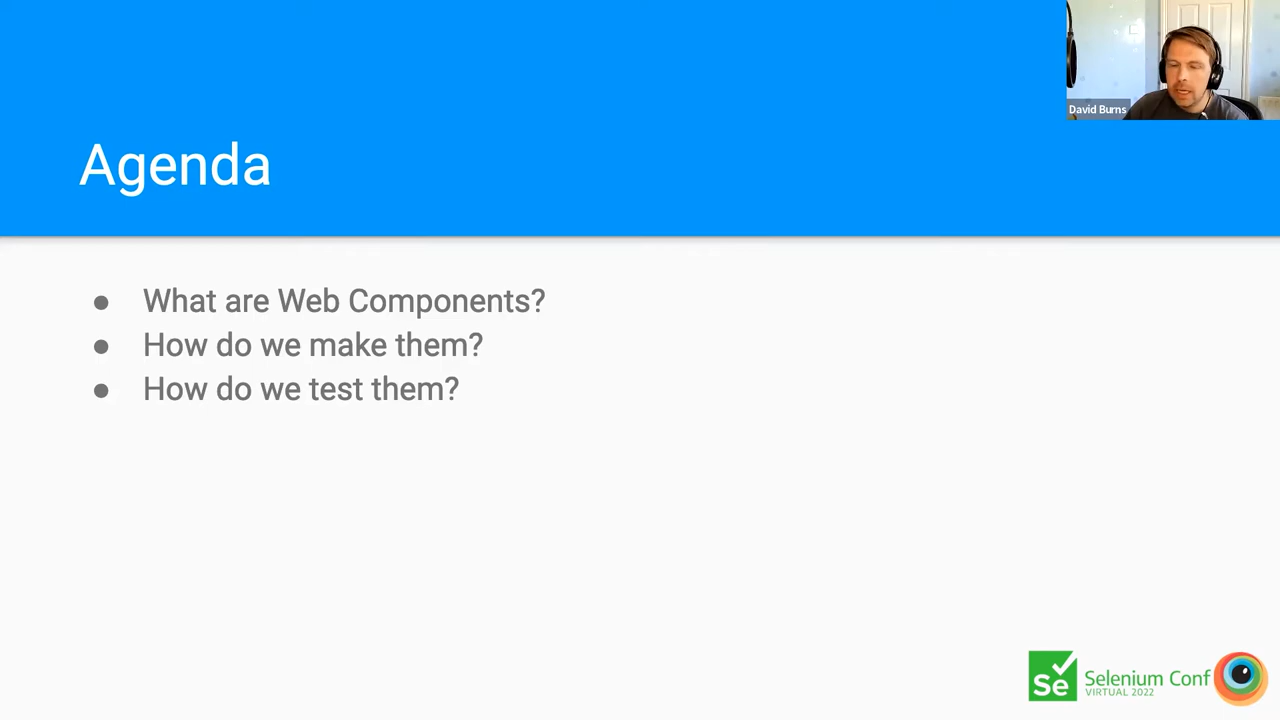 David Burns
Agenda
● What are Web Components?
● How do we make them?
● How do we test them?
Se
Selenium Conf
VIRTUAL 2022